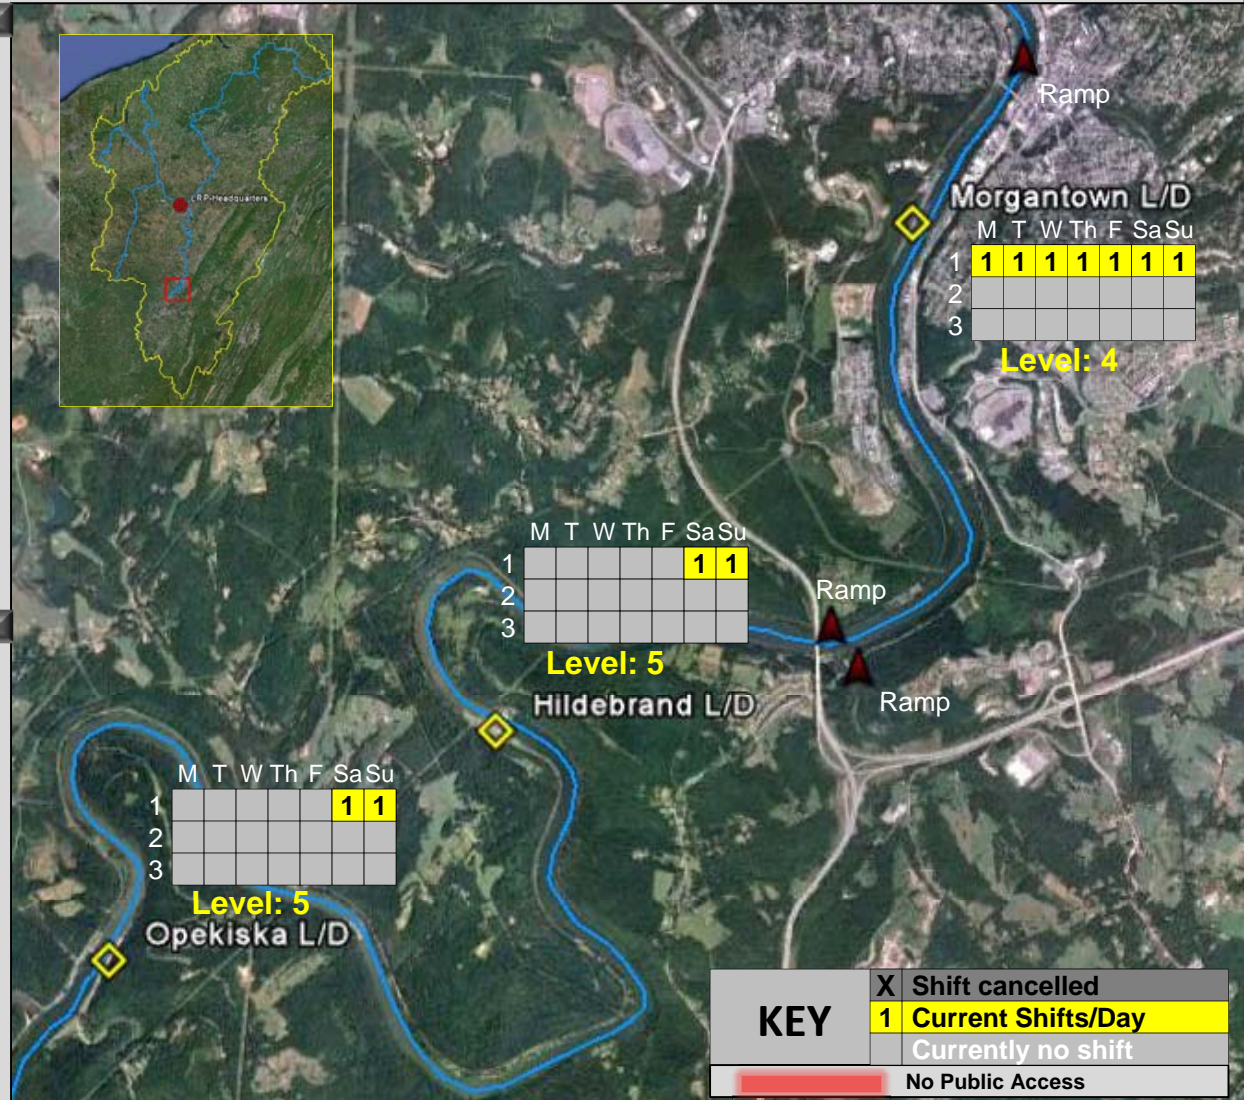 LRP-Headquarters
Ramp
Morgantown L/D
M T W Th F Sa Su
1 1 1 1 1 1 1 1
2
3
Level: 4
M T W Th F Sa Su
1 1 1
2
3
Level: 5
Hildebrand L/D
Ramp
Ramp
M T W Th F Sa Su
1 1 1
2
3
Level: 5
Opekiska L/D
KEY
X Shift cancelled
1 Current Shifts/Day
Currently no shift
No Public Access